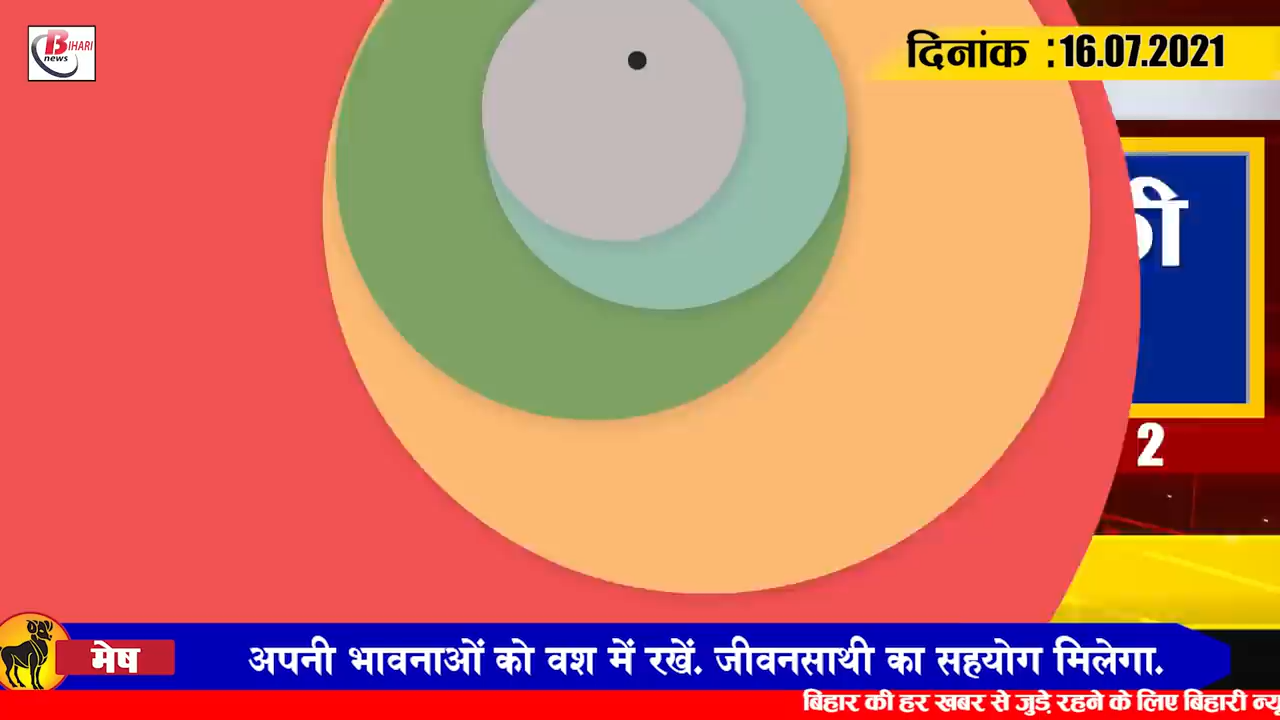 BIHARI
news
दिनांक :16.07.2021
की
2
मेष
अपनी भावनाओं को वश में रखें. जीवनसाथी का सहयोग मिलेगा.
बिहार की हर खबर से जुड़े रहने के लिए बिहारी